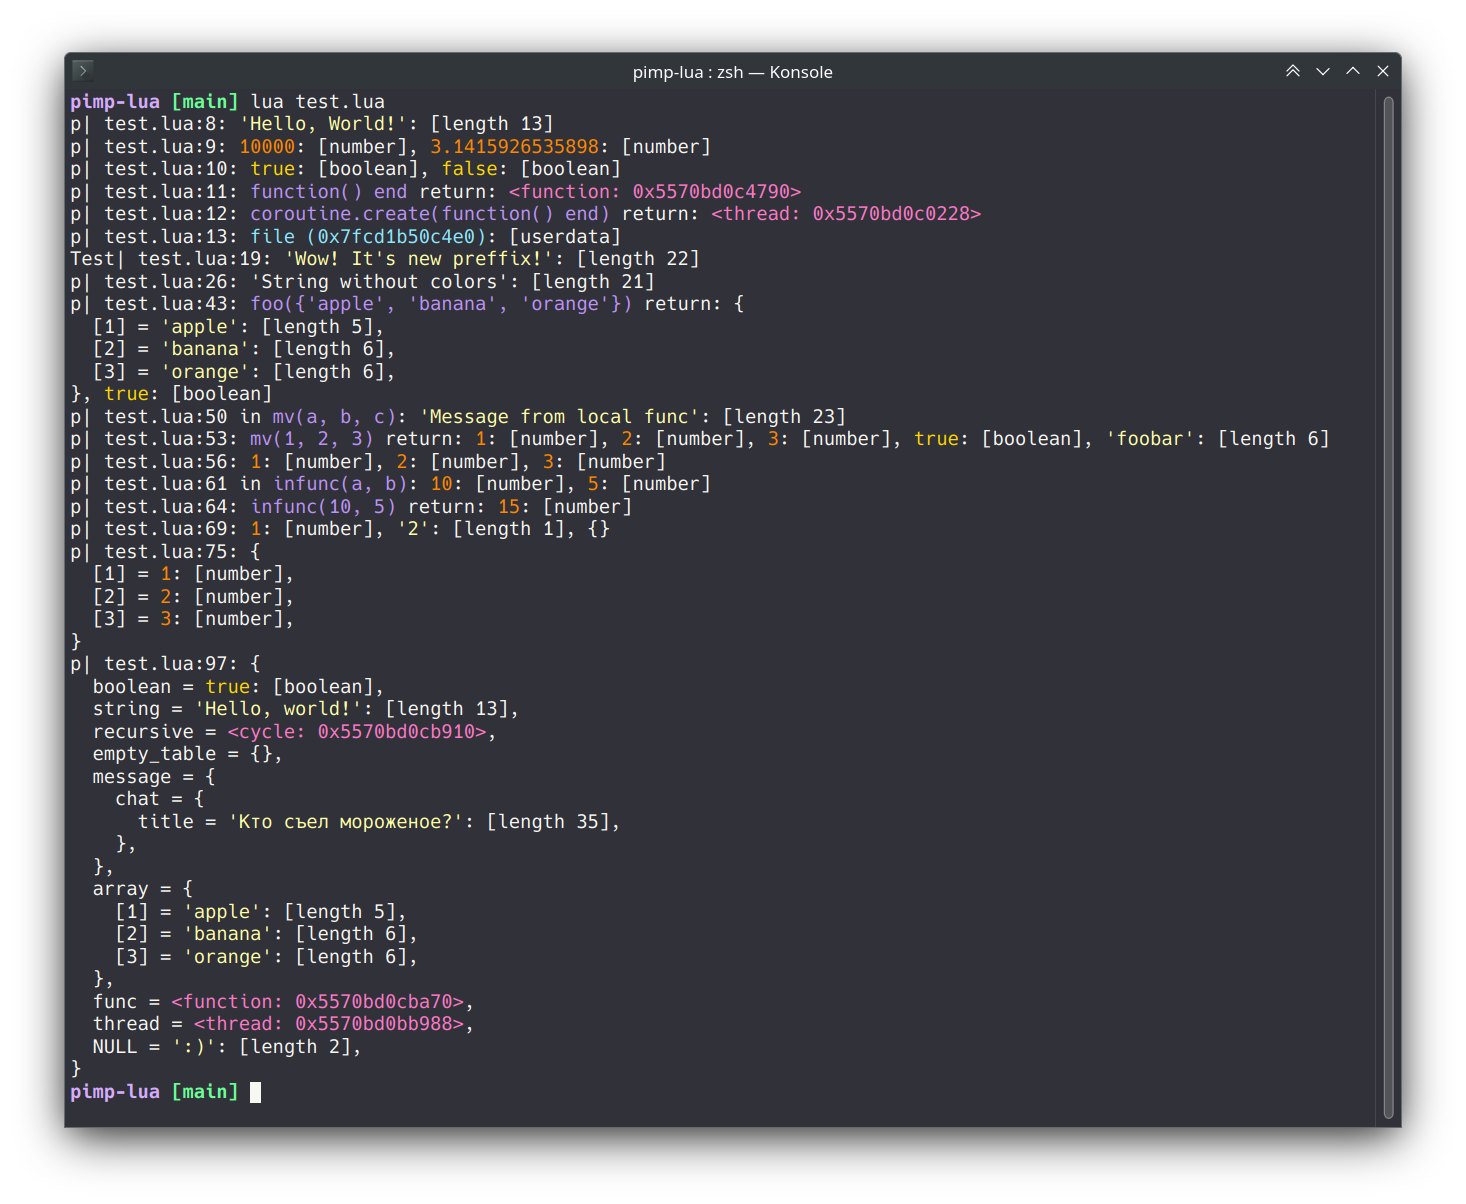 pimp-lua : zsh — Konsole
pimp-lua [main] lua test.lua
p| test.lua:8: 'Hello, World!': [length 13]
p| test.lua:9: 10000: [number], 3.1415926535898: [number]
p| test.lua:10: true: [boolean], false: [boolean]
p| test.lua:11: function() end return: <function: 0x5570bd0c4790>
p| test.lua:12: coroutine.create(function() end) return: <thread: 0x5570bd0c0228>
p| test.lua:13: file (0x7fcd1b50c4e0): [userdata]
Test| test.lua:19: 'Wow! It's new preffix!': [length 22]
p| test.lua:26: 'String without colors': [length 21]
p| test.lua:43: foo({'apple', 'banana', 'orange'}) return: {
  [1] = 'apple': [length 5],
  [2] = 'banana': [length 6],
  [3] = 'orange': [length 6],
}, true: [boolean]
p| test.lua:50 in mv(a, b, c): 'Message from local func': [length 23]
p| test.lua:53: mv(1, 2, 3) return: 1: [number], 2: [number], 3: [number], true: [boolean], 'foobar': [length 6]
p| test.lua:56: 1: [number], 2: [number], 3: [number]
p| test.lua:61 in infunc(a, b): 10: [number], 5: [number]
p| test.lua:64: infunc(10, 5) return: 15: [number]
p| test.lua:69: 1: [number], '2': [length 1], {}
p| test.lua:75: {
  [1] = 1: [number],
  [2] = 2: [number],
  [3] = 3: [number],
}
p| test.lua:97: {
  boolean = true: [boolean],
  string = 'Hello, world!': [length 13],
  recursive = <cycle: 0x5570bd0cb910>,
  empty_table = {},
  message = {
    chat = {
      title = 'Кто съел мороженое?': [length 35],
    },
  },
  array = {
    [1] = 'apple': [length 5],
    [2] = 'banana': [length 6],
    [3] = 'orange': [length 6],
  },
  func = <function: 0x5570bd0cba70>,
  thread = <thread: 0x5570bd0bb988>,
  NULL = ':)': [length 2],
}
pimp-lua [main]